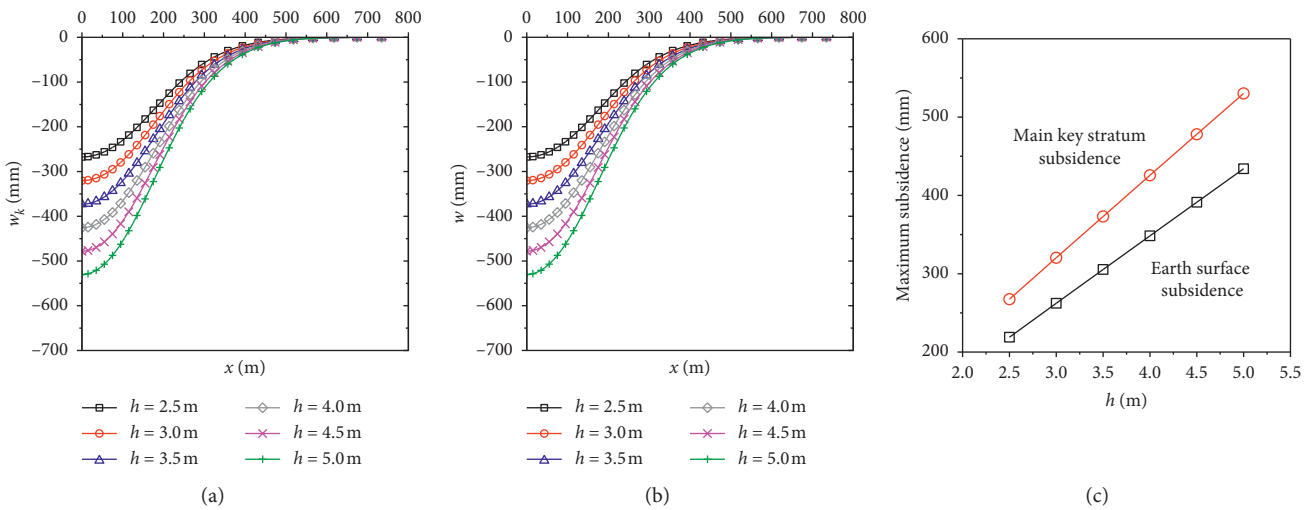 0 100 200 300 400 500 600 700 800
0
−100
−200
−300
−400
−500
−600
−700
w_k (mm)
x (m)
h = 2.5 m
h = 3.0 m
h = 3.5 m
h = 4.0 m
h = 4.5 m
h = 5.0 m
(a)
0 100 200 300 400 500 600 700 800
0
−100
−200
−300
−400
−500
−600
−700
w (mm)
x (m)
h = 2.5 m
h = 3.0 m
h = 3.5 m
h = 4.0 m
h = 4.5 m
h = 5.0 m
(b)
600
500
400
300
200
Maximum subsidence (mm)
Main key stratum
subsidence
Earth surface
subsidence
2.0 2.5 3.0 3.5 4.0 4.5 5.0 5.5
h (m)
(c)